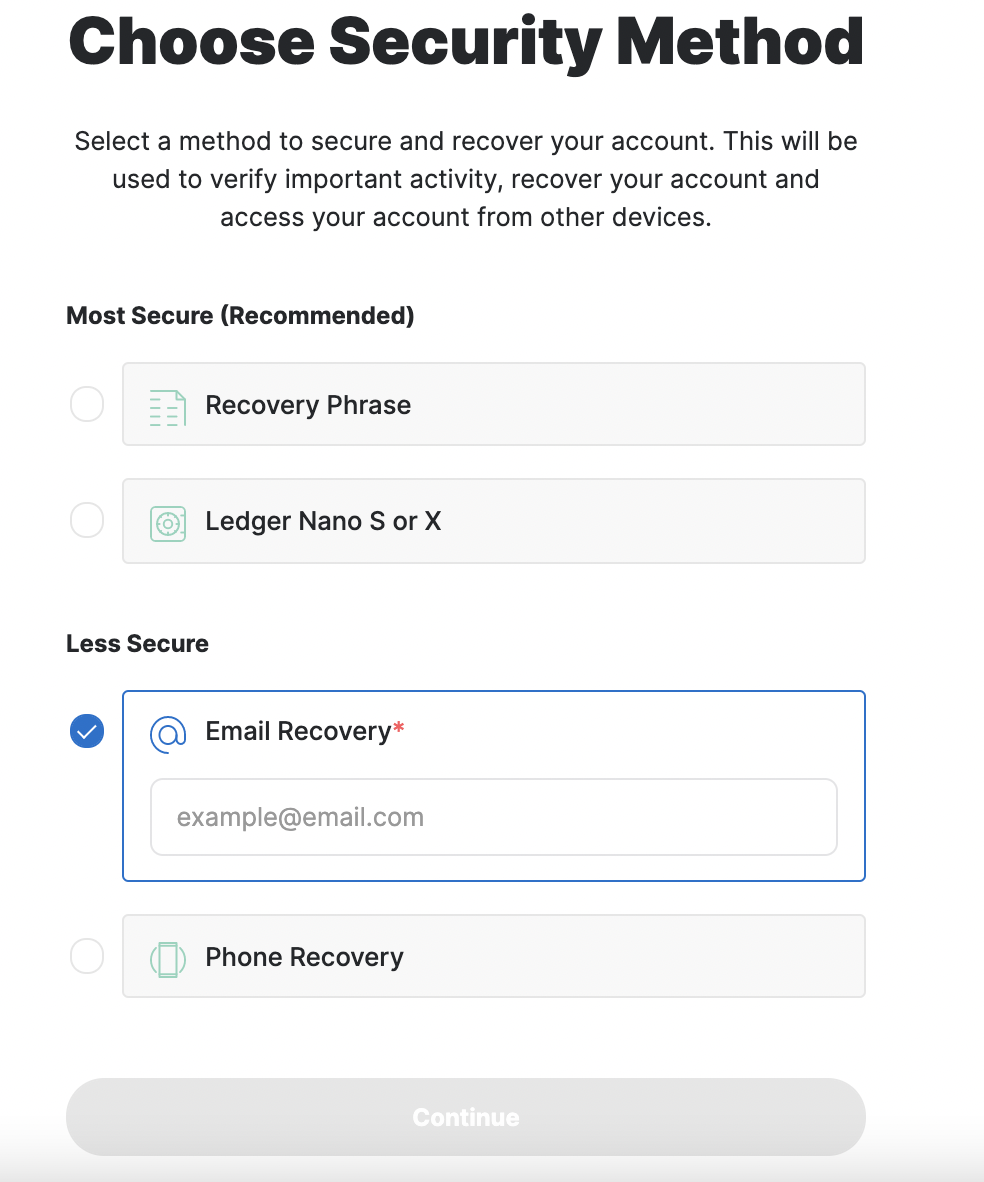 Choose Security Method
Select a method to secure and recover your account. This will be
used to verify important activity, recover your account and
access your account from other devices.
Most Secure (Recommended)
Recovery Phrase
Ledger Nano S or X
Less Secure
Email Recovery*
example@email.com
Phone Recovery
Continue